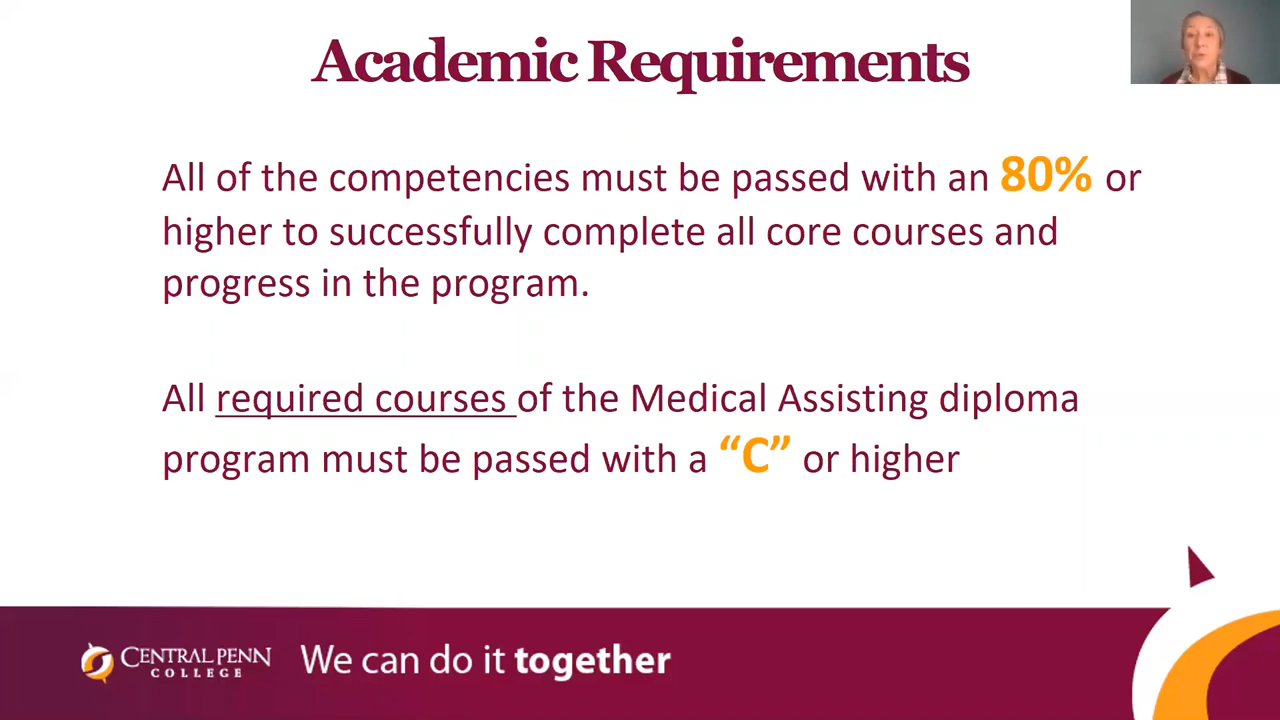 Academic Requirements
All of the competencies must be passed with an 80% or
higher to successfully complete all core courses and
progress in the program.
All required courses of the Medical Assisting diploma
program must be passed with a “C” or higher
CENTRAL PENN
COLLEGE
We can do it together